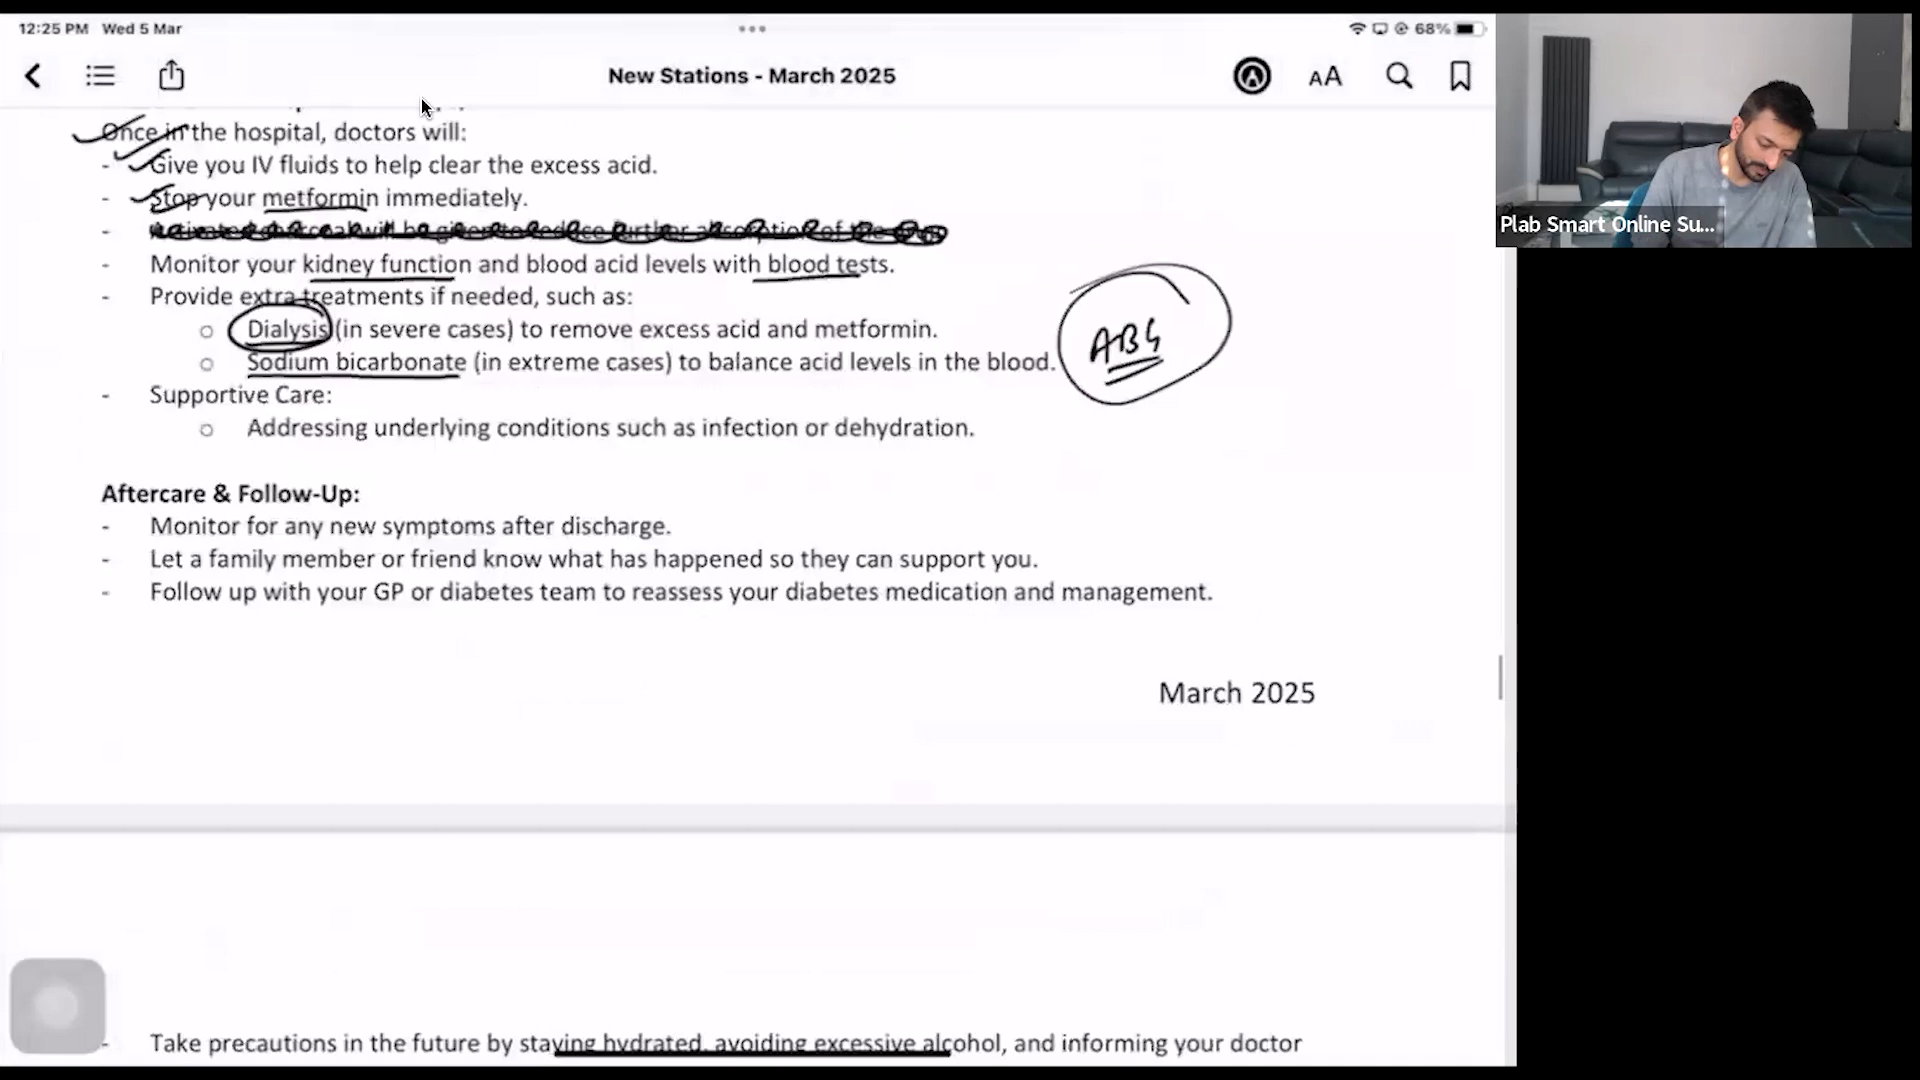 12:25 PM Wed 5 Mar
68%
New Stations - March 2025
AA
Once in the hospital, doctors will:
- Give you IV fluids to help clear the excess acid.
- Stop your metformin immediately.
- Monitor your kidney function and blood acid levels with blood tests.
- Provide extra treatments if needed, such as:
o Dialysis (in severe cases) to remove excess acid and metformin.
o Sodium bicarbonate (in extreme cases) to balance acid levels in the blood.
ABG
- Supportive Care:
o Addressing underlying conditions such as infection or dehydration.
Aftercare & Follow-Up:
- Monitor for any new symptoms after discharge.
- Let a family member or friend know what has happened so they can support you.
- Follow up with your GP or diabetes team to reassess your diabetes medication and management.
March 2025
- Take precautions in the future by staying hydrated, avoiding excessive alcohol, and informing your doctor
Plab Smart Online Su...